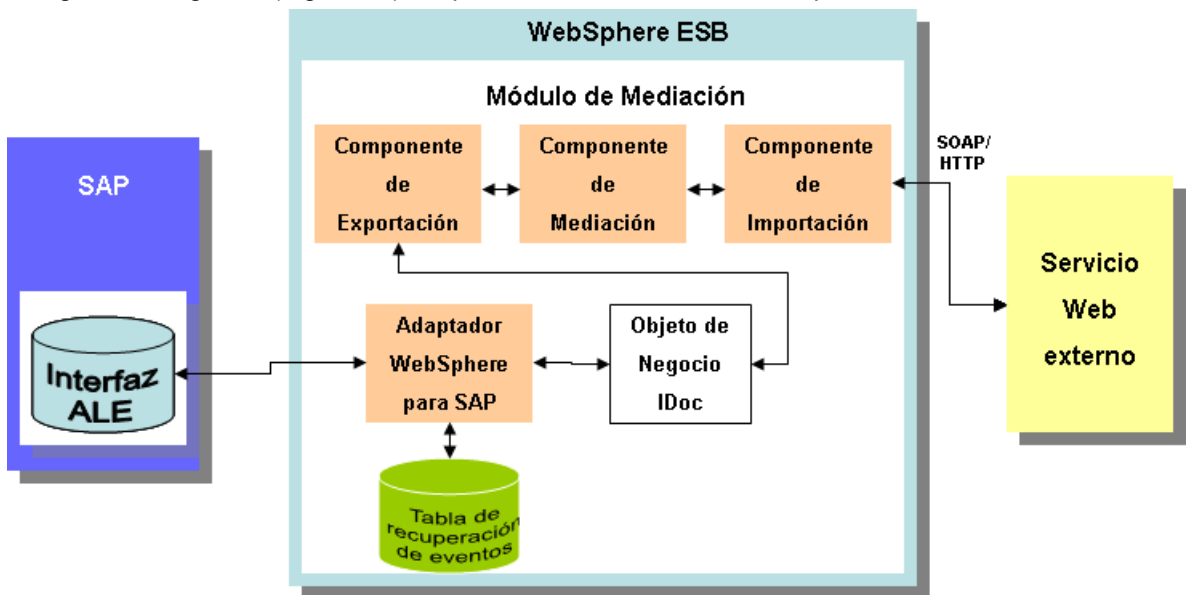 WebSphere ESB
Módulo de Mediación
SAP
Interfaz
ALE
Componente
de
Exportación
Componente
de
Mediación
Componente
de
Importación
SOAP/
HTTP
Servicio
Web
externo
Adaptador
WebSphere
para SAP
Objeto de
Negocio
IDoc
Tabla de
recuperación
de eventos